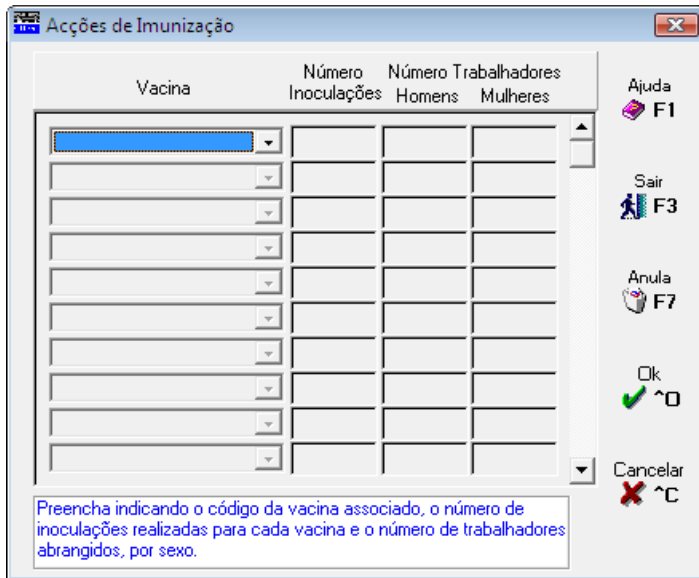 Acções de Imunização
Vacina
Número
Inoculações
Número Trabalhadores
Homens Mulheres
Ajuda
F1
Sair
F3
Anula
F7
Ok
^O
Cancelar
^C
Preencha indicando o código da vacina associado, o número de
inoculações realizadas para cada vacina e o número de trabalhadores
abrangidos, por sexo.